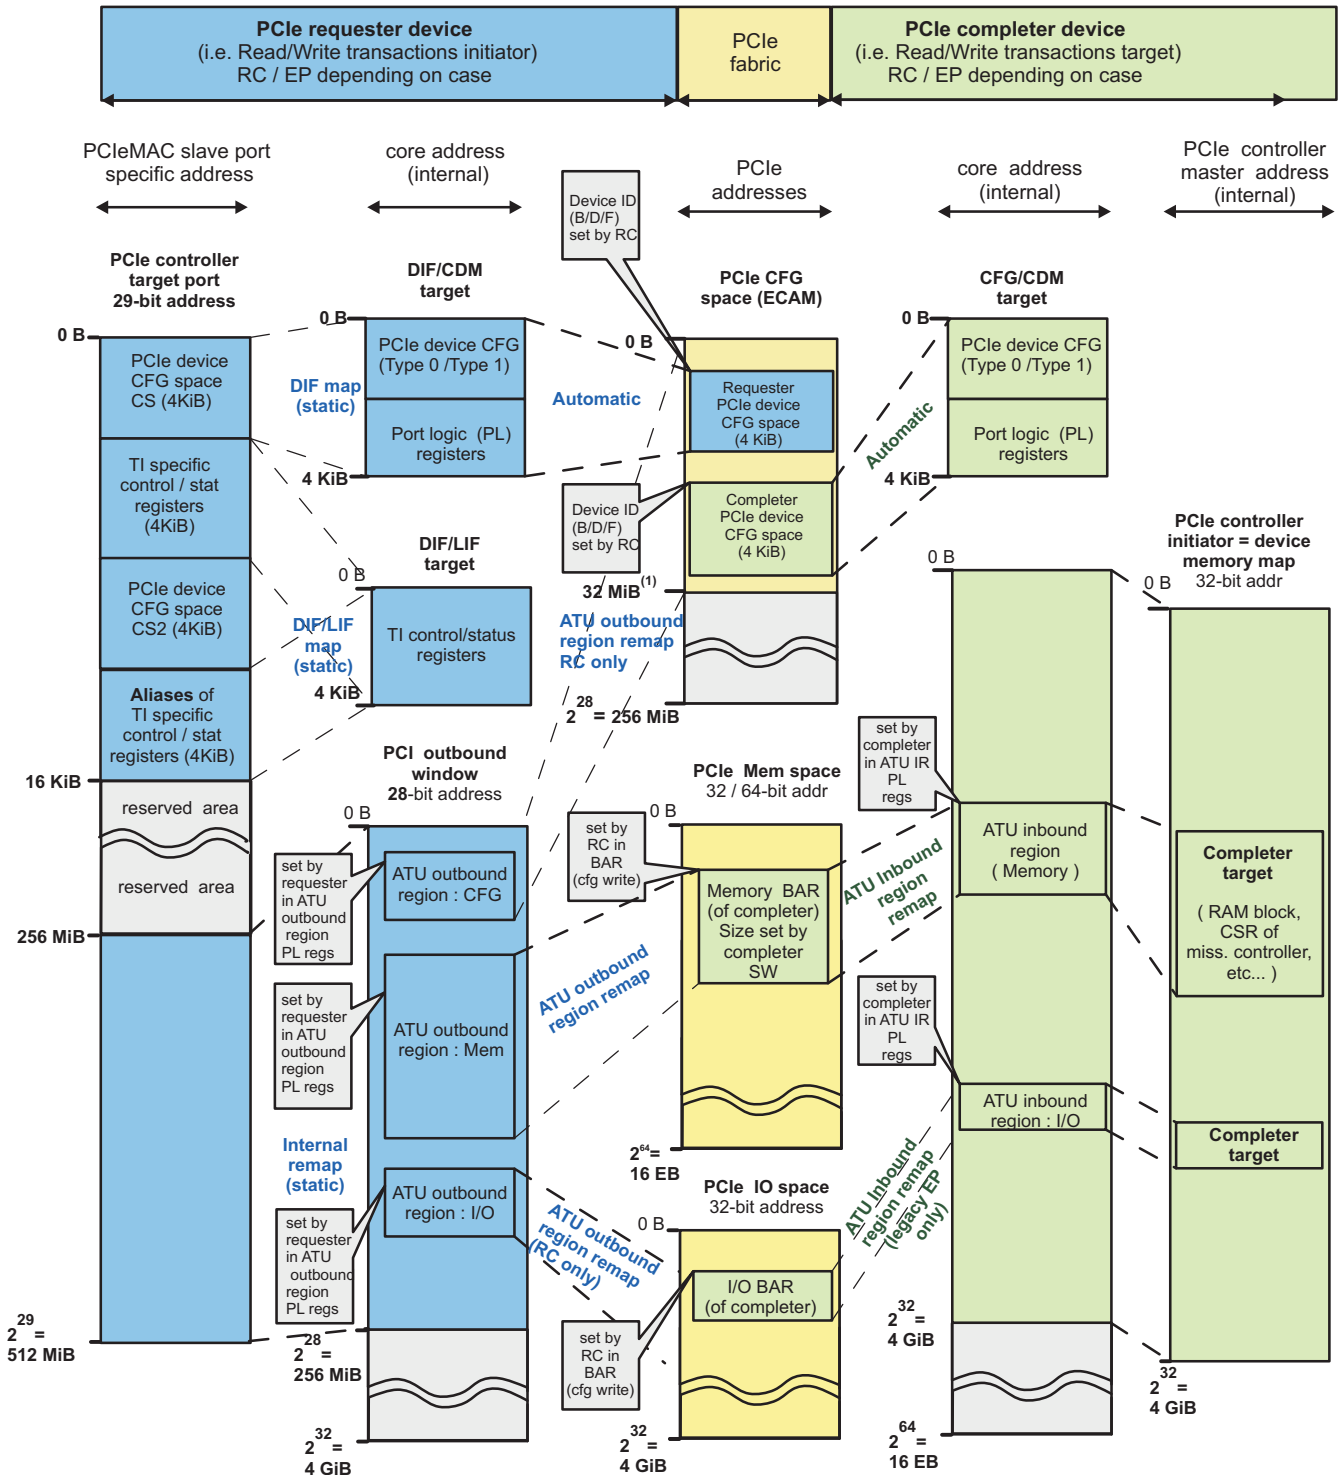 PCIe requester device
(i.e. Read/Write transactions initiator)
RC / EP depending on case
PCIe
fabric
PCIe completer device
(i.e. Read/Write transactions target)
RC / EP depending on case
PCIeMAC slave port
specific address
core address
(internal)
PCIe
addresses
core address
(internal)
PCIe controller
master address
(internal)
Device ID
(B/D/F)
set by RC
PCIe controller
target port
29-bit address
0 B
PCIe device
CFG space
CS (4KiB)
TI specific
control / stat
registers
(4KiB)
PCIe device
CFG space
CS2 (4KiB)
Aliases of
TI specific
control / stat
registers (4KiB)
16 KiB
reserved area
reserved area
256 MiB
2^29 =
512 MiB
DIF/CDM
target
0 B
PCIe device CFG
(Type 0 /Type 1)
Port logic (PL)
registers
4 KiB
DIF map
(static)
Automatic
DIF/LIF
target
0 B
TI control/status
registers
4 KiB
DIF/LIF
map
(static)
PCI outbound
window
28-bit address
0 B
ATU outbound
region : CFG
set by
requester
in ATU
outbound
region
PL regs
ATU outbound
region : Mem
set by
requester
in ATU
outbound
region
PL regs
Internal
remap
(static)
ATU outbound
region : I/O
set by
requester
in ATU
outbound
region
PL regs
2^28 =
256 MiB
2^32 =
4 GiB
PCIe CFG
space (ECAM)
0 B
Requester
PCIe device
CFG space
(4 KiB)
Device ID
(B/D/F)
set by RC
Completer
PCIe device
CFG space
(4 KiB)
32 MiB(1)
ATU outbound
region remap
RC only
2^28 = 256 MiB
PCIe Mem space
32 / 64-bit addr
0 B
set by
RC in
BAR
(cfg write)
Memory BAR
(of completer)
Size set by
completer
SW
ATU outbound
region remap
2^64=
16 EB
PCIe IO space
32-bit address
0 B
ATU outbound
region remap
(RC only)
I/O BAR
(of completer)
set by
RC in
BAR
(cfg write)
2^32 =
4 GiB
CFG/CDM
target
0 B
PCIe device CFG
(Type 0 /Type 1)
Port logic (PL)
registers
4 KiB
Automatic
0 B
set by
completer
in ATU IR
PL
regs
ATU inbound
region
( Memory )
ATU Inbound
region
remap
set by
completer
in ATU IR
PL
regs
ATU inbound
region : I/O
ATU Inbound
region remap
(legacy EP
only)
2^32 =
4 GiB
2^64 =
16 EB
PCIe controller
initiator = device
memory map
32-bit addr
0 B
Completer
target
( RAM block,
CSR of
miss. controller,
etc... )
Completer
target
2^32 =
4 GiB